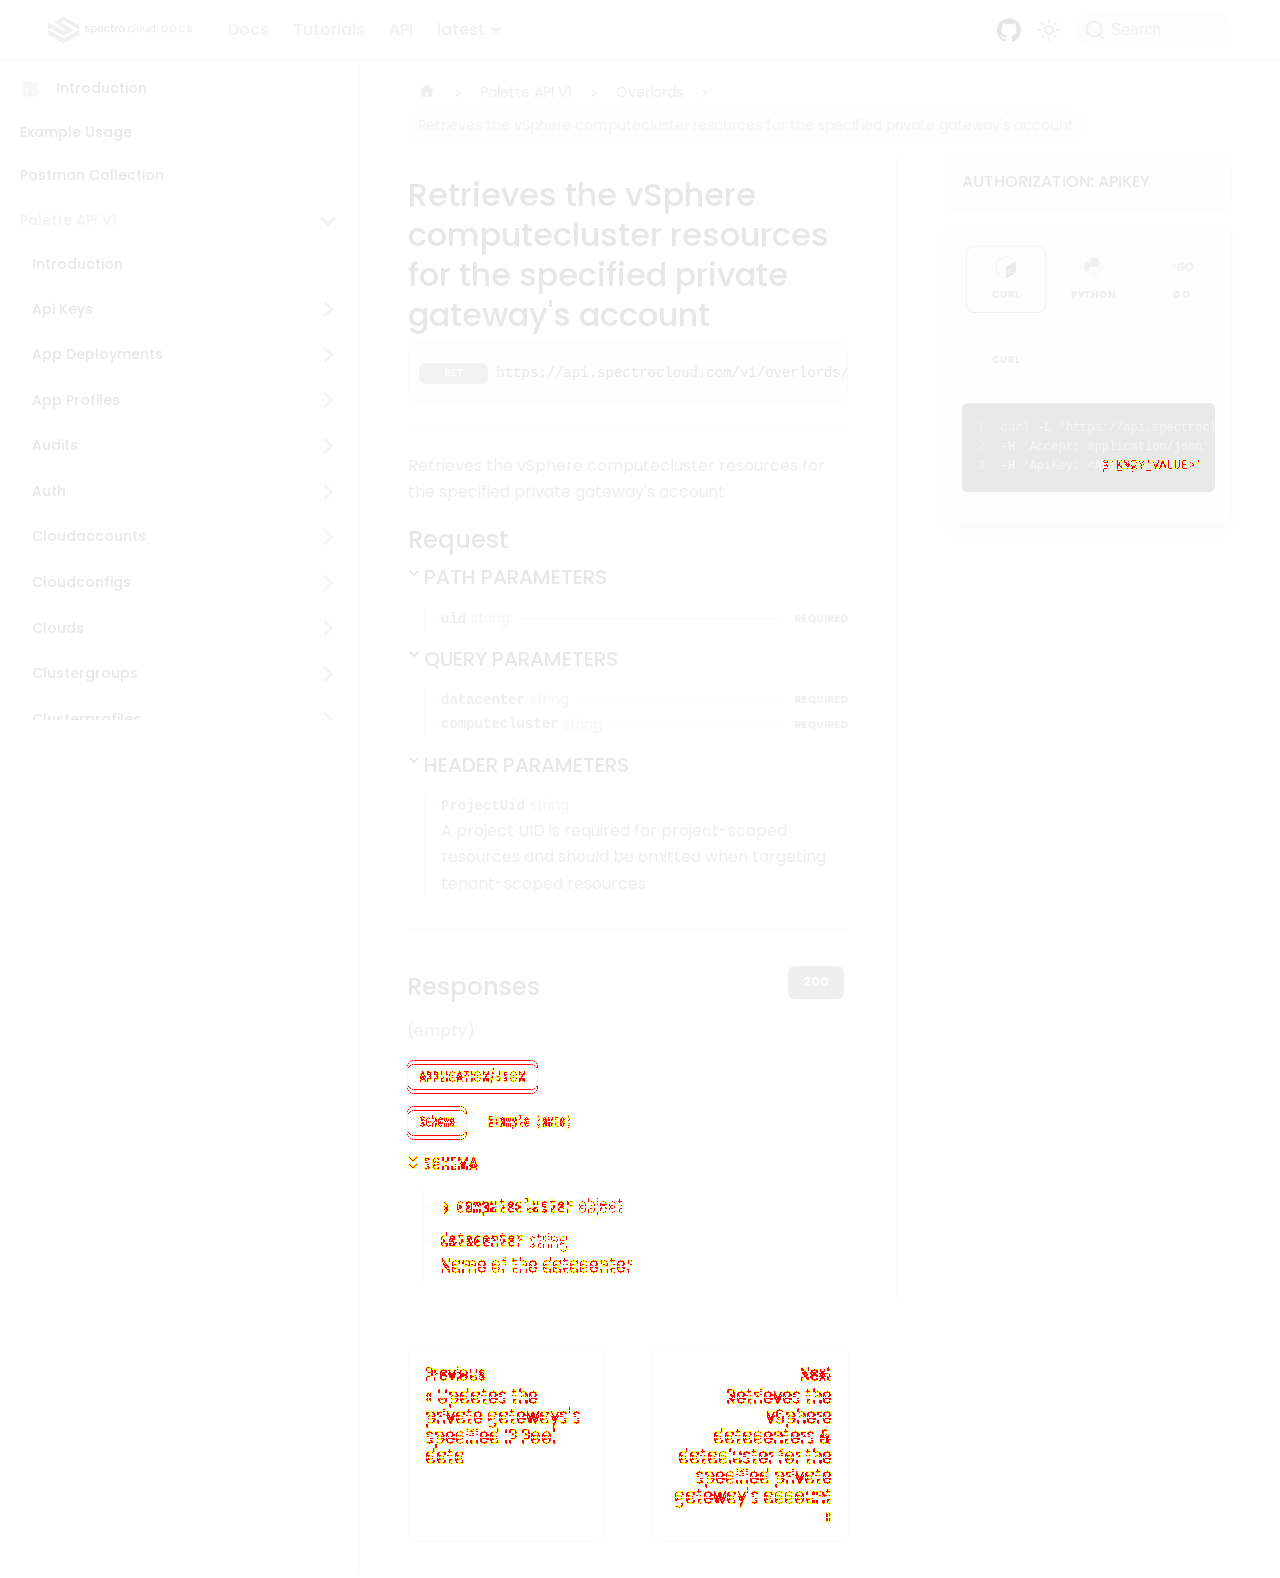 spectro cloud DOCS
Docs Tutorials API latest
Search
Introduction
Example Usage
Postman Collection
Palette API V1
Introduction
Api Keys
App Deployments
App Profiles
Audits
Auth
Cloudaccounts
Cloudconfigs
Clouds
Clustergroups
Clusterprofiles
Palette API V1 > Overlords >
Retrieves the vSphere computecluster resources for the specified private gateway's account
Retrieves the vSphere
computecluster resources
for the specified private
gateway's account
GET https://api.spectrocloud.com/v1/overlords/
Retrieves the vSphere computecluster resources for
the specified private gateway's account
Request
PATH PARAMETERS
uid string REQUIRED
QUERY PARAMETERS
datacenter string REQUIRED
computecluster string REQUIRED
HEADER PARAMETERS
ProjectUid string
A project UID is required for project-scoped
resources and should be omitted when targeting
tenant-scoped resources
Responses 200
(empty)
APPLICATION/JSON
Schema Example (auto)
SCHEMA
computecluster object
datacenter string
Name of the datacenter
Previous
« Updates the
private gateways's
specified IP Pool
data
Next
Retrieves the
vSphere
datacenters &
datacluster for the
specified private
gateway's account
»
AUTHORIZATION: APIKEY
CURL PYTHON GO
CURL
1 curl -L 'https://api.spectrocl
2 -H 'Accept: application/json'
3 -H 'ApiKey: